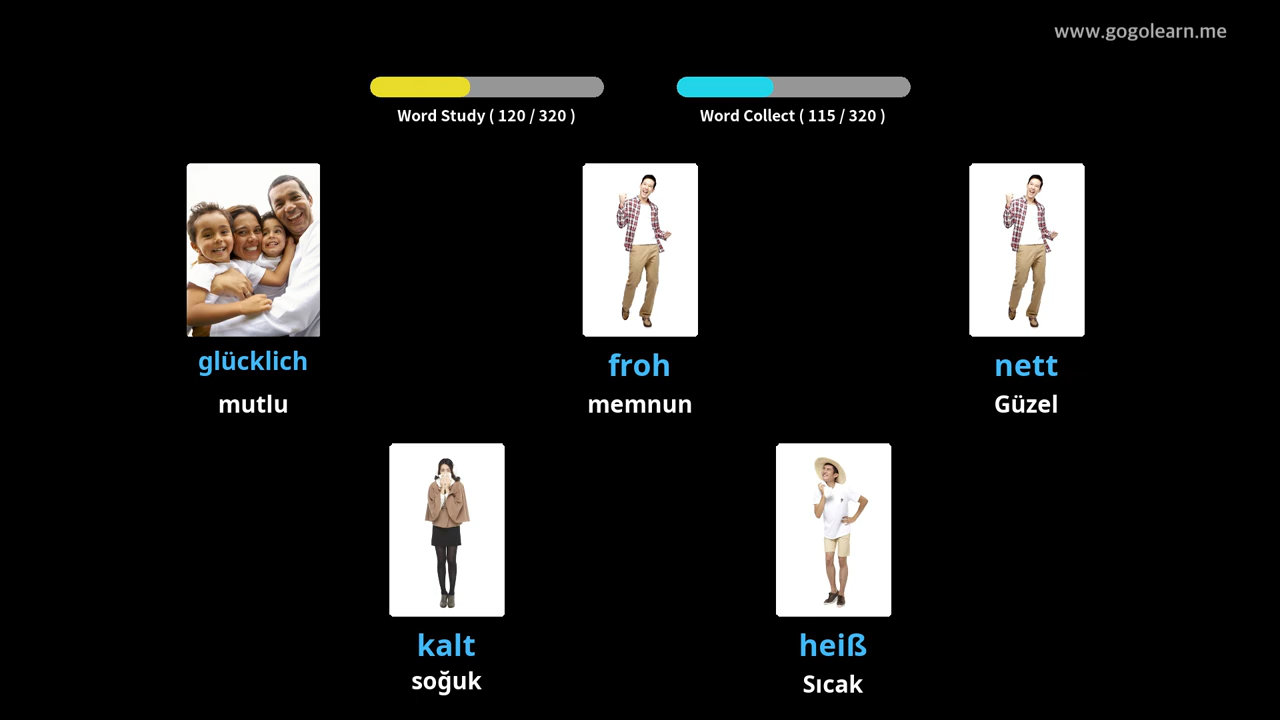 www.gogolearn.me
Word Study ( 120 / 320 )
Word Collect ( 115 / 320 )
glücklich
mutlu
froh
memnun
nett
Güzel
kalt
soğuk
heiß
Sıcak